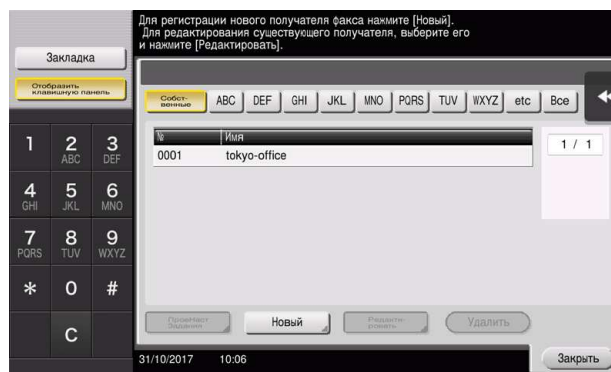 Для регистрации нового получателя факса нажмите [Новый].
Для редактирования существующего получателя, выберите его
и нажмите [Редактировать].
Закладка
Отобразить
клавишную панель
Собст-
венные
ABC DEF GHI JKL MNO PQRS TUV WXYZ etc Все
№ Имя
0001 tokyo-office
1 / 1
1 2 3
ABC DEF
4 5 6
GHI JKL MNO
7 8 9
PQRS TUV WXYZ
* 0 #
C
Новый
Редакти-
ровать
Удалить
31/10/2017 10:06
Закрыть